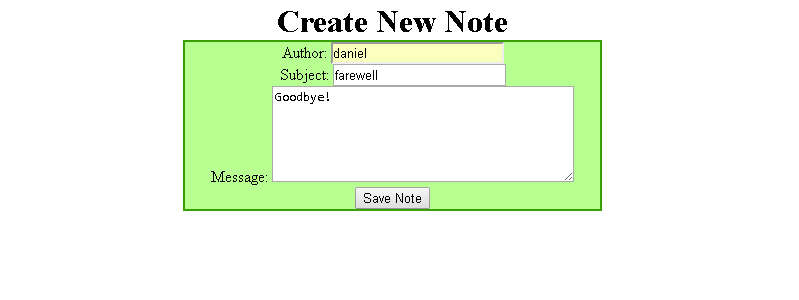 Create New Note
Author: daniel
Subject: farewell
Goodbye!
Message:
Save Note